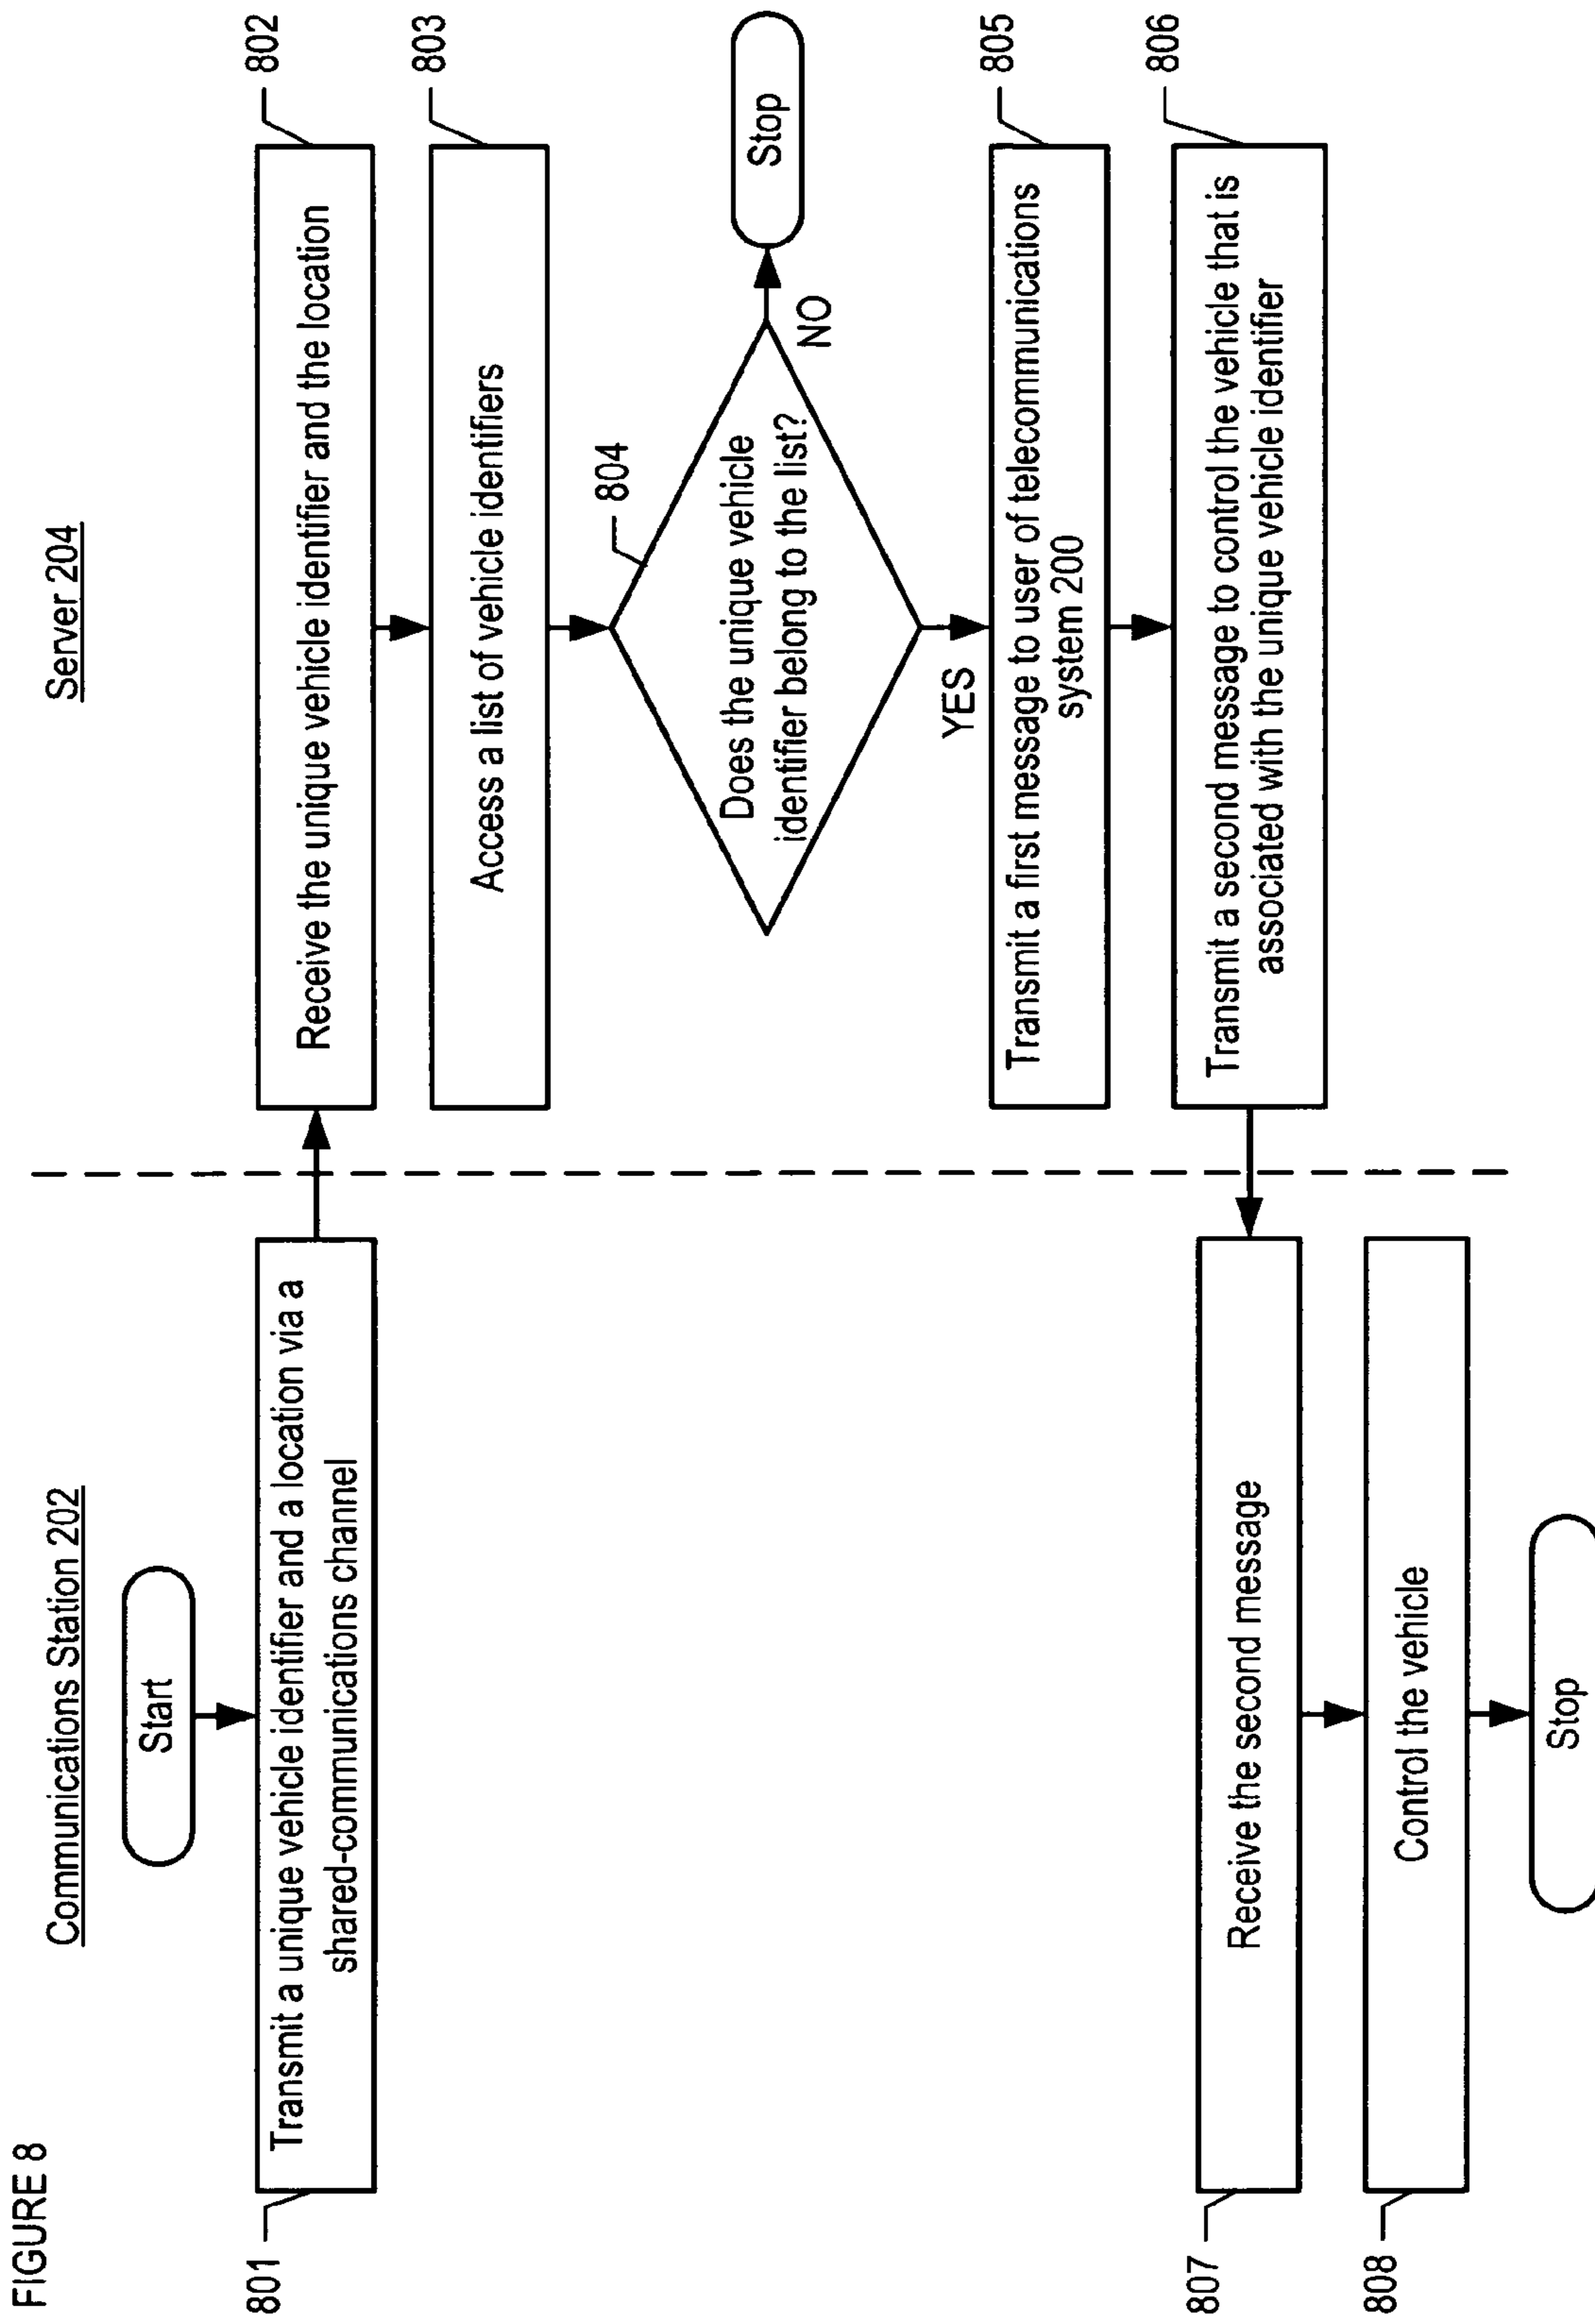 FIGURE 8
Communications Station 202
Server 204
Start
801
Transmit a unique vehicle identifier and a location via a
shared-communications channel
802
Receive the unique vehicle identifier and the location
803
Access a list of vehicle identifiers
804
Does the unique vehicle
identifier belong to the list?
NO
Stop
YES
805
Transmit a first message to user of telecommunications
system 200
806
Transmit a second message to control the vehicle that is
associated with the unique vehicle identifier
807
Receive the second message
808
Control the vehicle
Stop